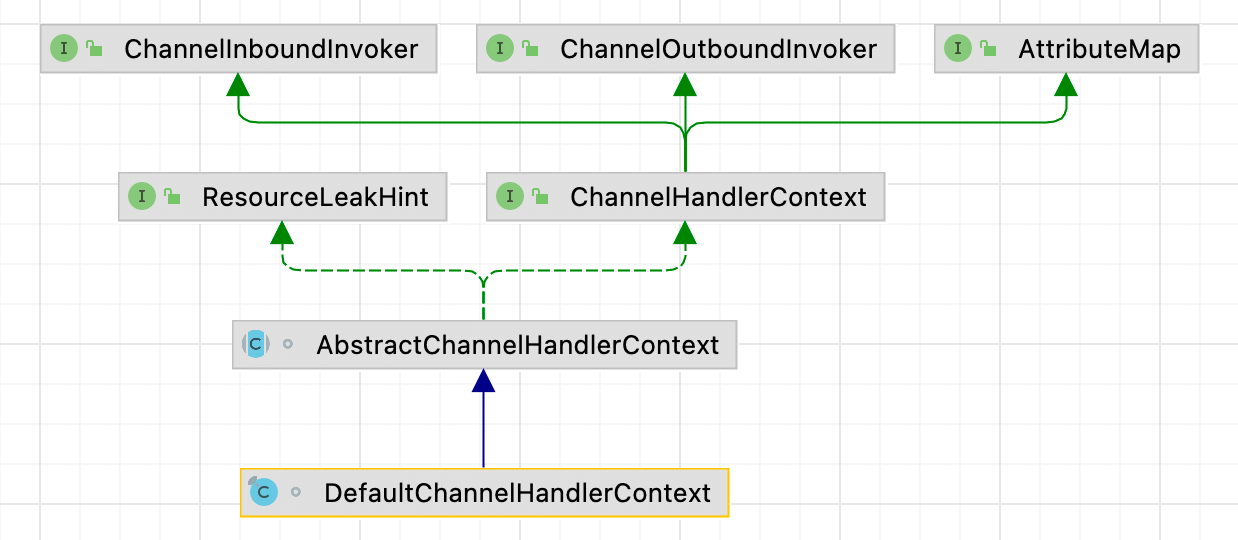 I ChannelInboundInvoker
I ChannelOutboundInvoker
I AttributeMap
I ResourceLeakHint
I ChannelHandlerContext
C AbstractChannelHandlerContext
C DefaultChannelHandlerContext